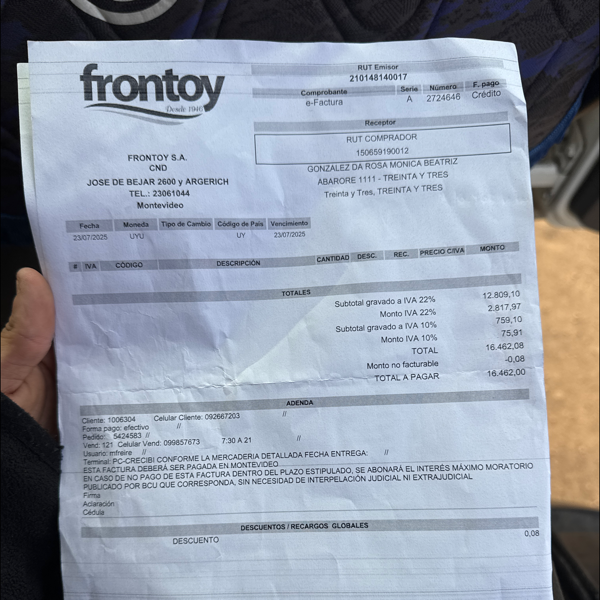 frontoy
Desde 1946
FRONTOY S.A.
CND
JOSE DE BEJAR 2600 y ARGERICH
TEL.: 23061044
Montevideo
RUT Emisor
210148140017
Comprobante Serie Número F. pago
e-Factura A 2724646 Crédito
Receptor
RUT COMPRADOR
150659190012
GONZALEZ DA ROSA MONICA BEATRIZ
ABARORE 1111 - TREINTA Y TRES
Treinta y Tres, TREINTA Y TRES
Fecha Moneda Tipo de Cambio Código de País Vencimiento
23/07/2025 UYU UY 23/07/2025
# IVA CÓDIGO DESCRIPCIÓN CANTIDAD DESC. REC. PRECIO C/IVA MONTO
TOTALES
Subtotal gravado a IVA 22% 12.809,10
Monto IVA 22% 2.817,97
Subtotal gravado a IVA 10% 759,10
Monto IVA 10% 75,91
TOTAL 16.462,08
Monto no facturable -0,08
TOTAL A PAGAR 16.462,00
ADENDA
Cliente: 1006304 Celular Cliente: 092667203 //
Forma pago: efectivo //
Pedido: 5424583 //
Vend: 121 Celular Vend: 099857673 7.30 A 21 //
Usuario: mfreire //
Terminal: PC-CRECIBI CONFORME LA MERCADERIA DETALLADA FECHA ENTREGA: //
ESTA FACTURA DEBERÁ SER PAGADA EN MONTEVIDEO
EN CASO DE NO PAGO DE ESTA FACTURA DENTRO DEL PLAZO ESTIPULADO, SE ABONARÁ EL INTERÉS MÁXIMO MORATORIO
PUBLICADO POR BCU QUE CORRESPONDA, SIN NECESIDAD DE INTERPELACIÓN JUDICIAL NI EXTRAJUDICIAL
Firma
Aclaración
Cédula
DESCUENTOS / RECARGOS GLOBALES
DESCUENTO 0,08